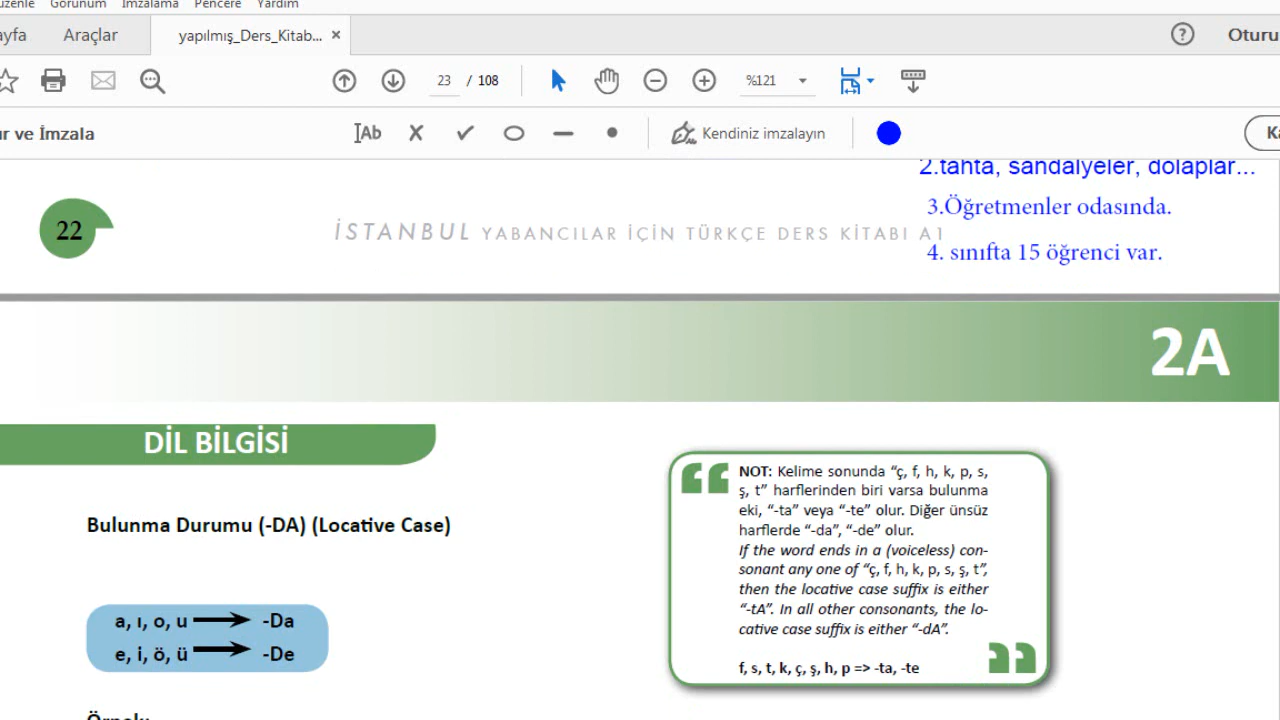 Görünüm İmzalama Pencere Yardım
Araçlar yapılmış_Ders_Kitab... × ? Oturu
23 / 108 %121
ve İmzala Ab Kendiniz imzalayın
2.tahta, sandalyeler, dolaplar...
3.Öğretmenler odasında.
22 İSTANBUL YABANCILAR İÇİN TÜRKÇE DERS KİTABI A1
4. sınıfta 15 öğrenci var.
2A
DİL BİLGİSİ
Bulunma Durumu (-DA) (Locative Case)
a, ı, o, u -Da
e, i, ö, ü -De
Örnek:
NOT: Kelime sonunda “ç, f, h, k, p, s,
ş, t” harflerinden biri varsa bulunma
eki, “-ta” veya “-te” olur. Diğer ünsüz
harflerde “-da”, “-de” olur.
If the word ends in a (voiceless) con-
sonant any one of “ç, f, h, k, p, s, ş, t”,
then the locative case suffix is either
“-tA”. In all other consonants, the lo-
cative case suffix is either “-dA”.
f, s, t, k, ç, ş, h, p => -ta, -te